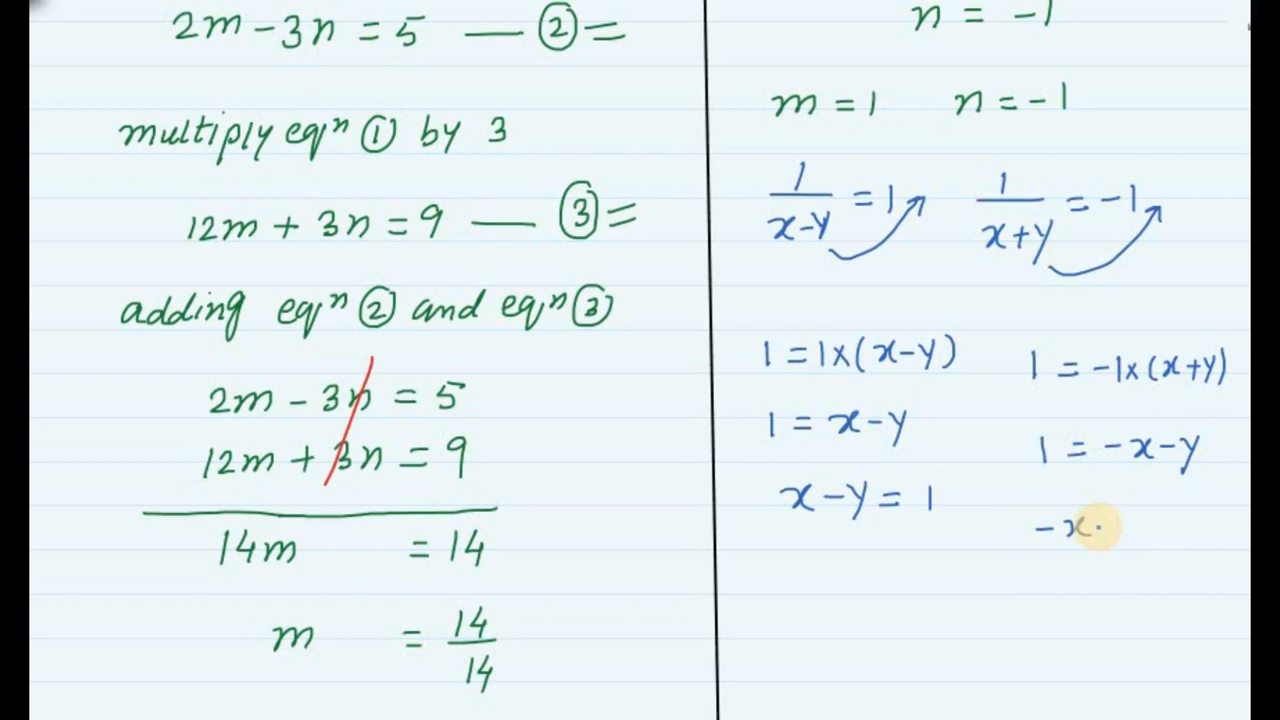 2m - 3n = 5 — ② =
multiply eqⁿ ① by 3
12m + 3n = 9 — ③ =
adding eqⁿ ② and eqⁿ ③
2m - 3n = 5
12m + 3n = 9
14m = 14
m = 14/14
n = -1
m = 1 n = -1
1/(x-y) = 1 1/(x+y) = -1
1 = 1×(x-y) 1 = -1×(x+y)
1 = x-y 1 = -x-y
x-y = 1 -x